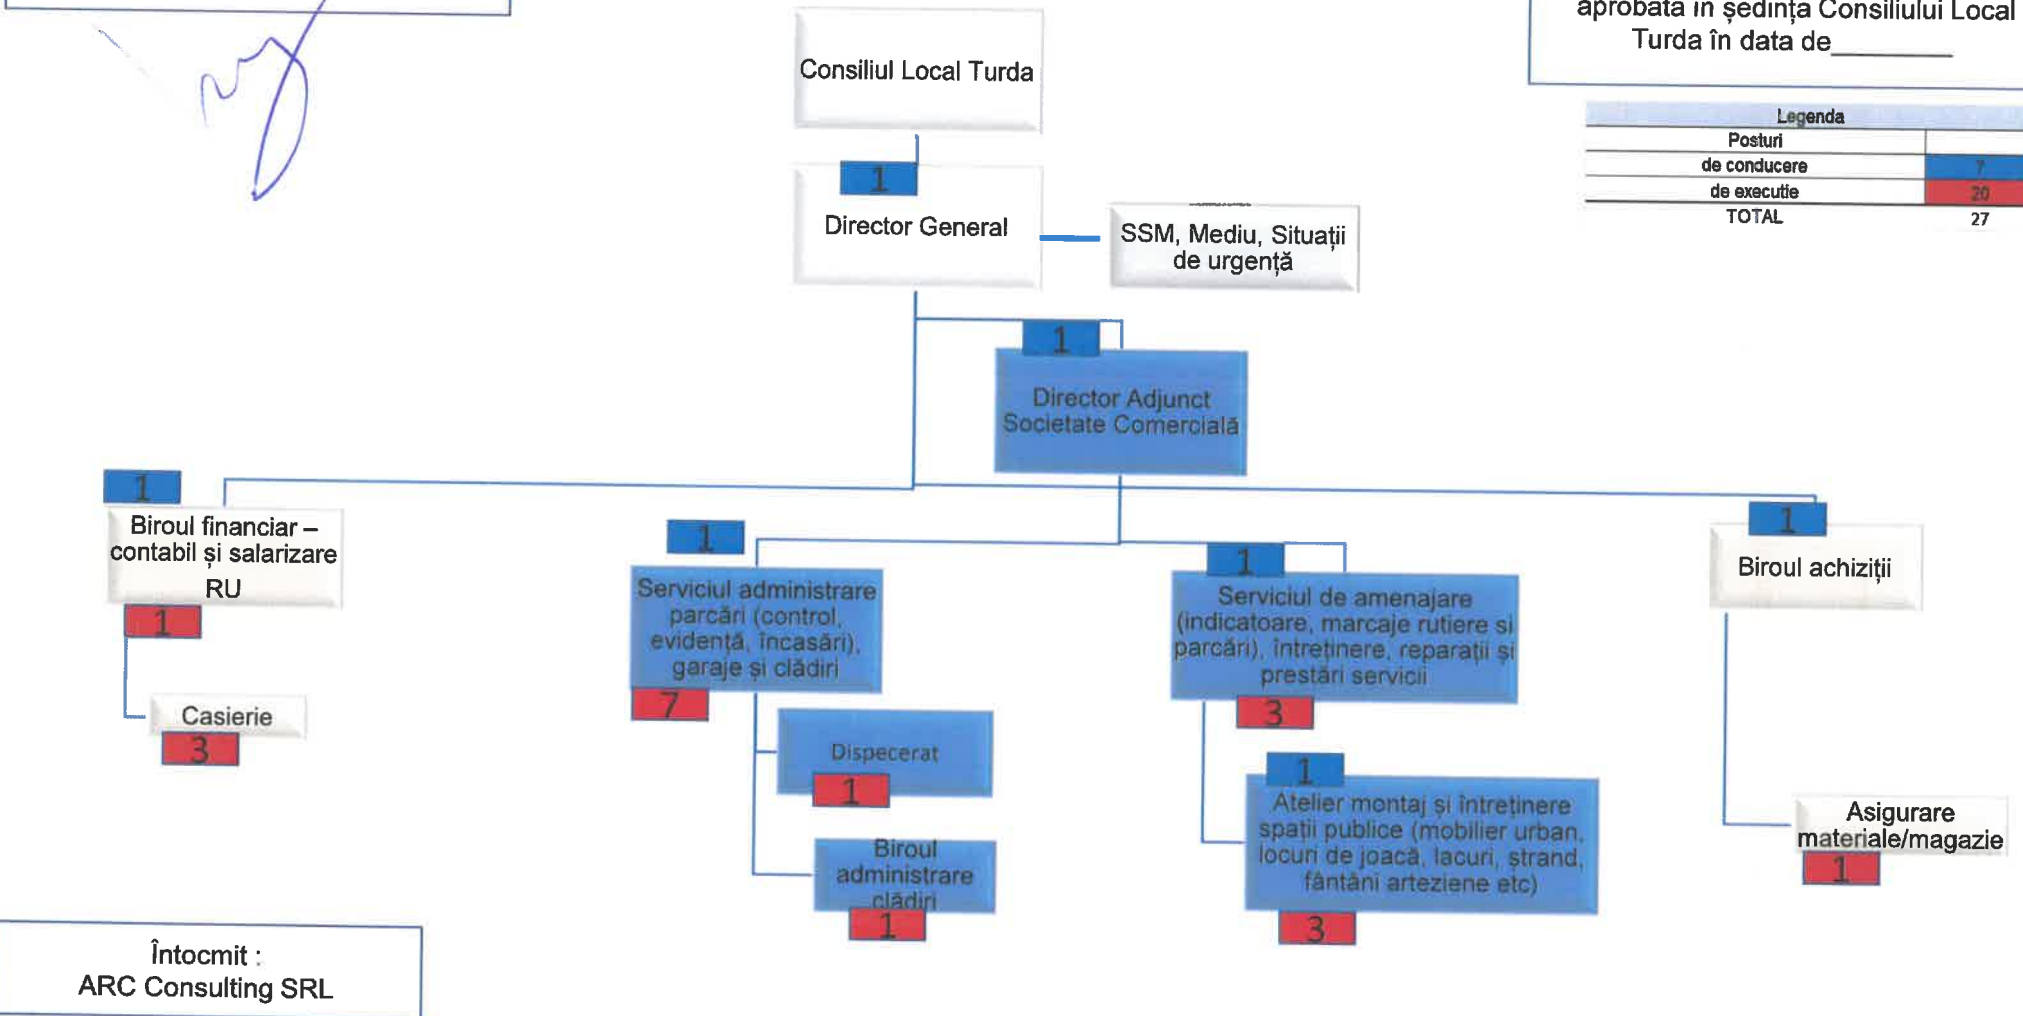 aprobată în ședința Consiliului Local
Turda în data de__________
Consiliul Local Turda
Legenda
Posturi
de conducere 7
de executie 20
TOTAL 27
1
Director General
SSM, Mediu, Situații
de urgență
1
Director Adjunct
Societate Comercială
1
Biroul financiar –
contabil și salarizare
RU
1
Casierie
3
1
Serviciul administrare
parcări (control,
evidență, încasări),
garaje și clădiri
7
Dispecerat
1
Biroul
administrare
clădiri
1
1
Serviciul de amenajare
(indicatoare, marcaje rutiere si
parcări), întreținere, reparații și
prestări servicii
3
1
Atelier montaj și întreținere
spații publice (mobilier urban,
locuri de joacă, lacuri, ștrand,
fântâni arteziene etc)
3
1
Biroul achiziții
Asigurare
materiale/magazie
1
Întocmit :
ARC Consulting SRL